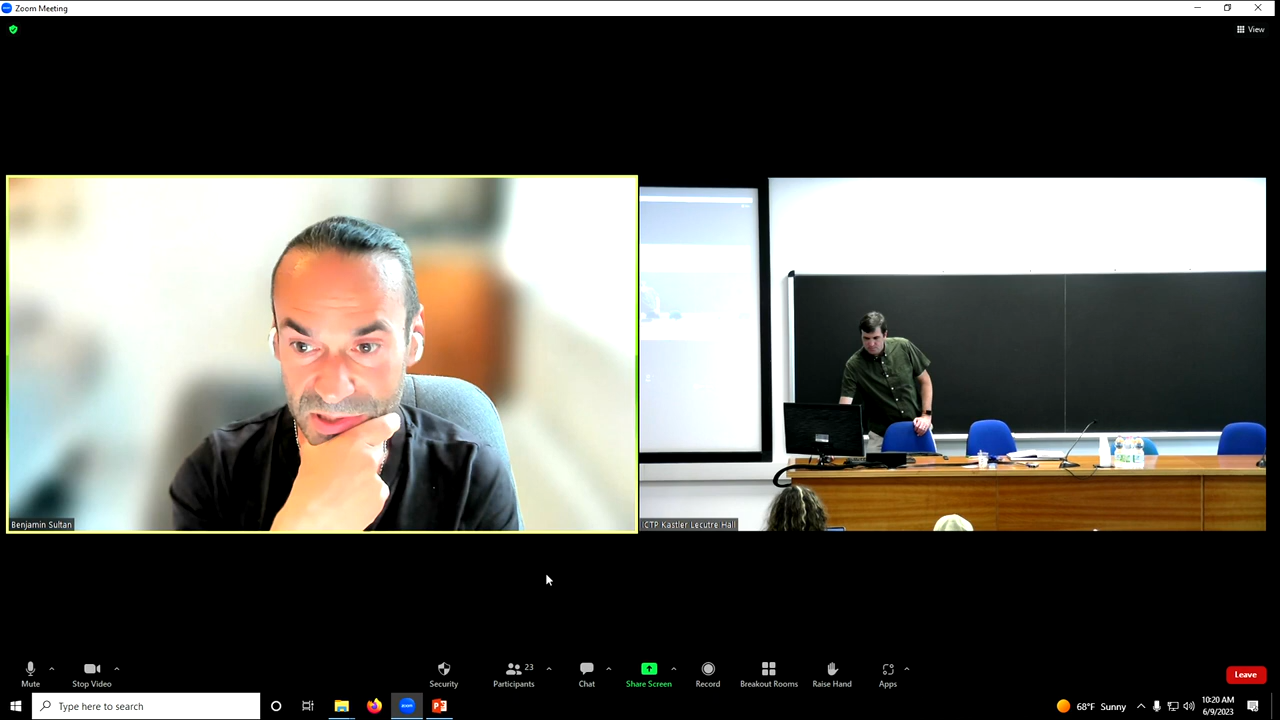 Zoom Meeting
View
Benjamin Sultan
ICTP Kastler Lecutre Hall
Mute
Stop Video
Security
Participants
23
Chat
Share Screen
Record
Breakout Rooms
Raise Hand
Apps
Leave
Type here to search
68°F Sunny
10:20 AM
6/9/2023